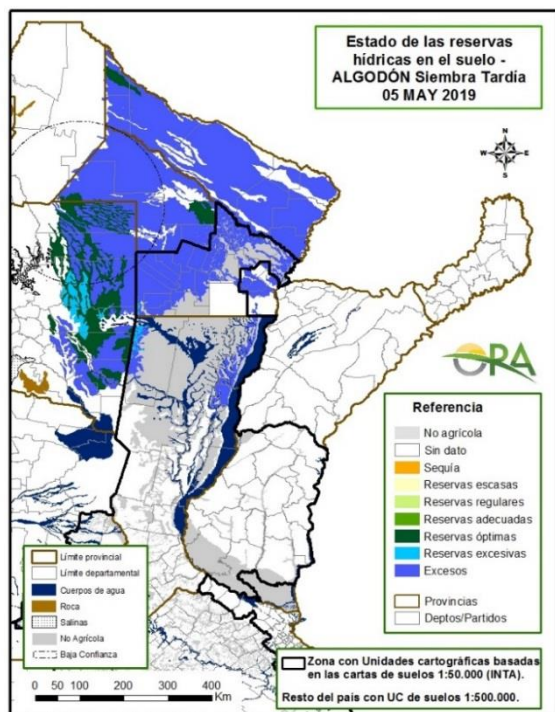 Estado de las reservas
hídricas en el suelo -
ALGODÓN Siembra Tardía
05 MAY 2019
N
W E
S
ORA
Referencia
No agrícola
Sin dato
Sequía
Reservas escasas
Reservas regulares
Reservas adecuadas
Reservas óptimas
Reservas excesivas
Excesos
Provincias
Deptos/Partidos
Límite provincial
Límite departamental
Cuerpos de agua
Roca
Salinas
No Agrícola
Baja Confianza
0 50 100 200 300 400
Km
Zona con Unidades cartográficas basadas
en las cartas de suelos 1:50.000 (INTA).
Resto del país con UC de suelos 1:500.000.